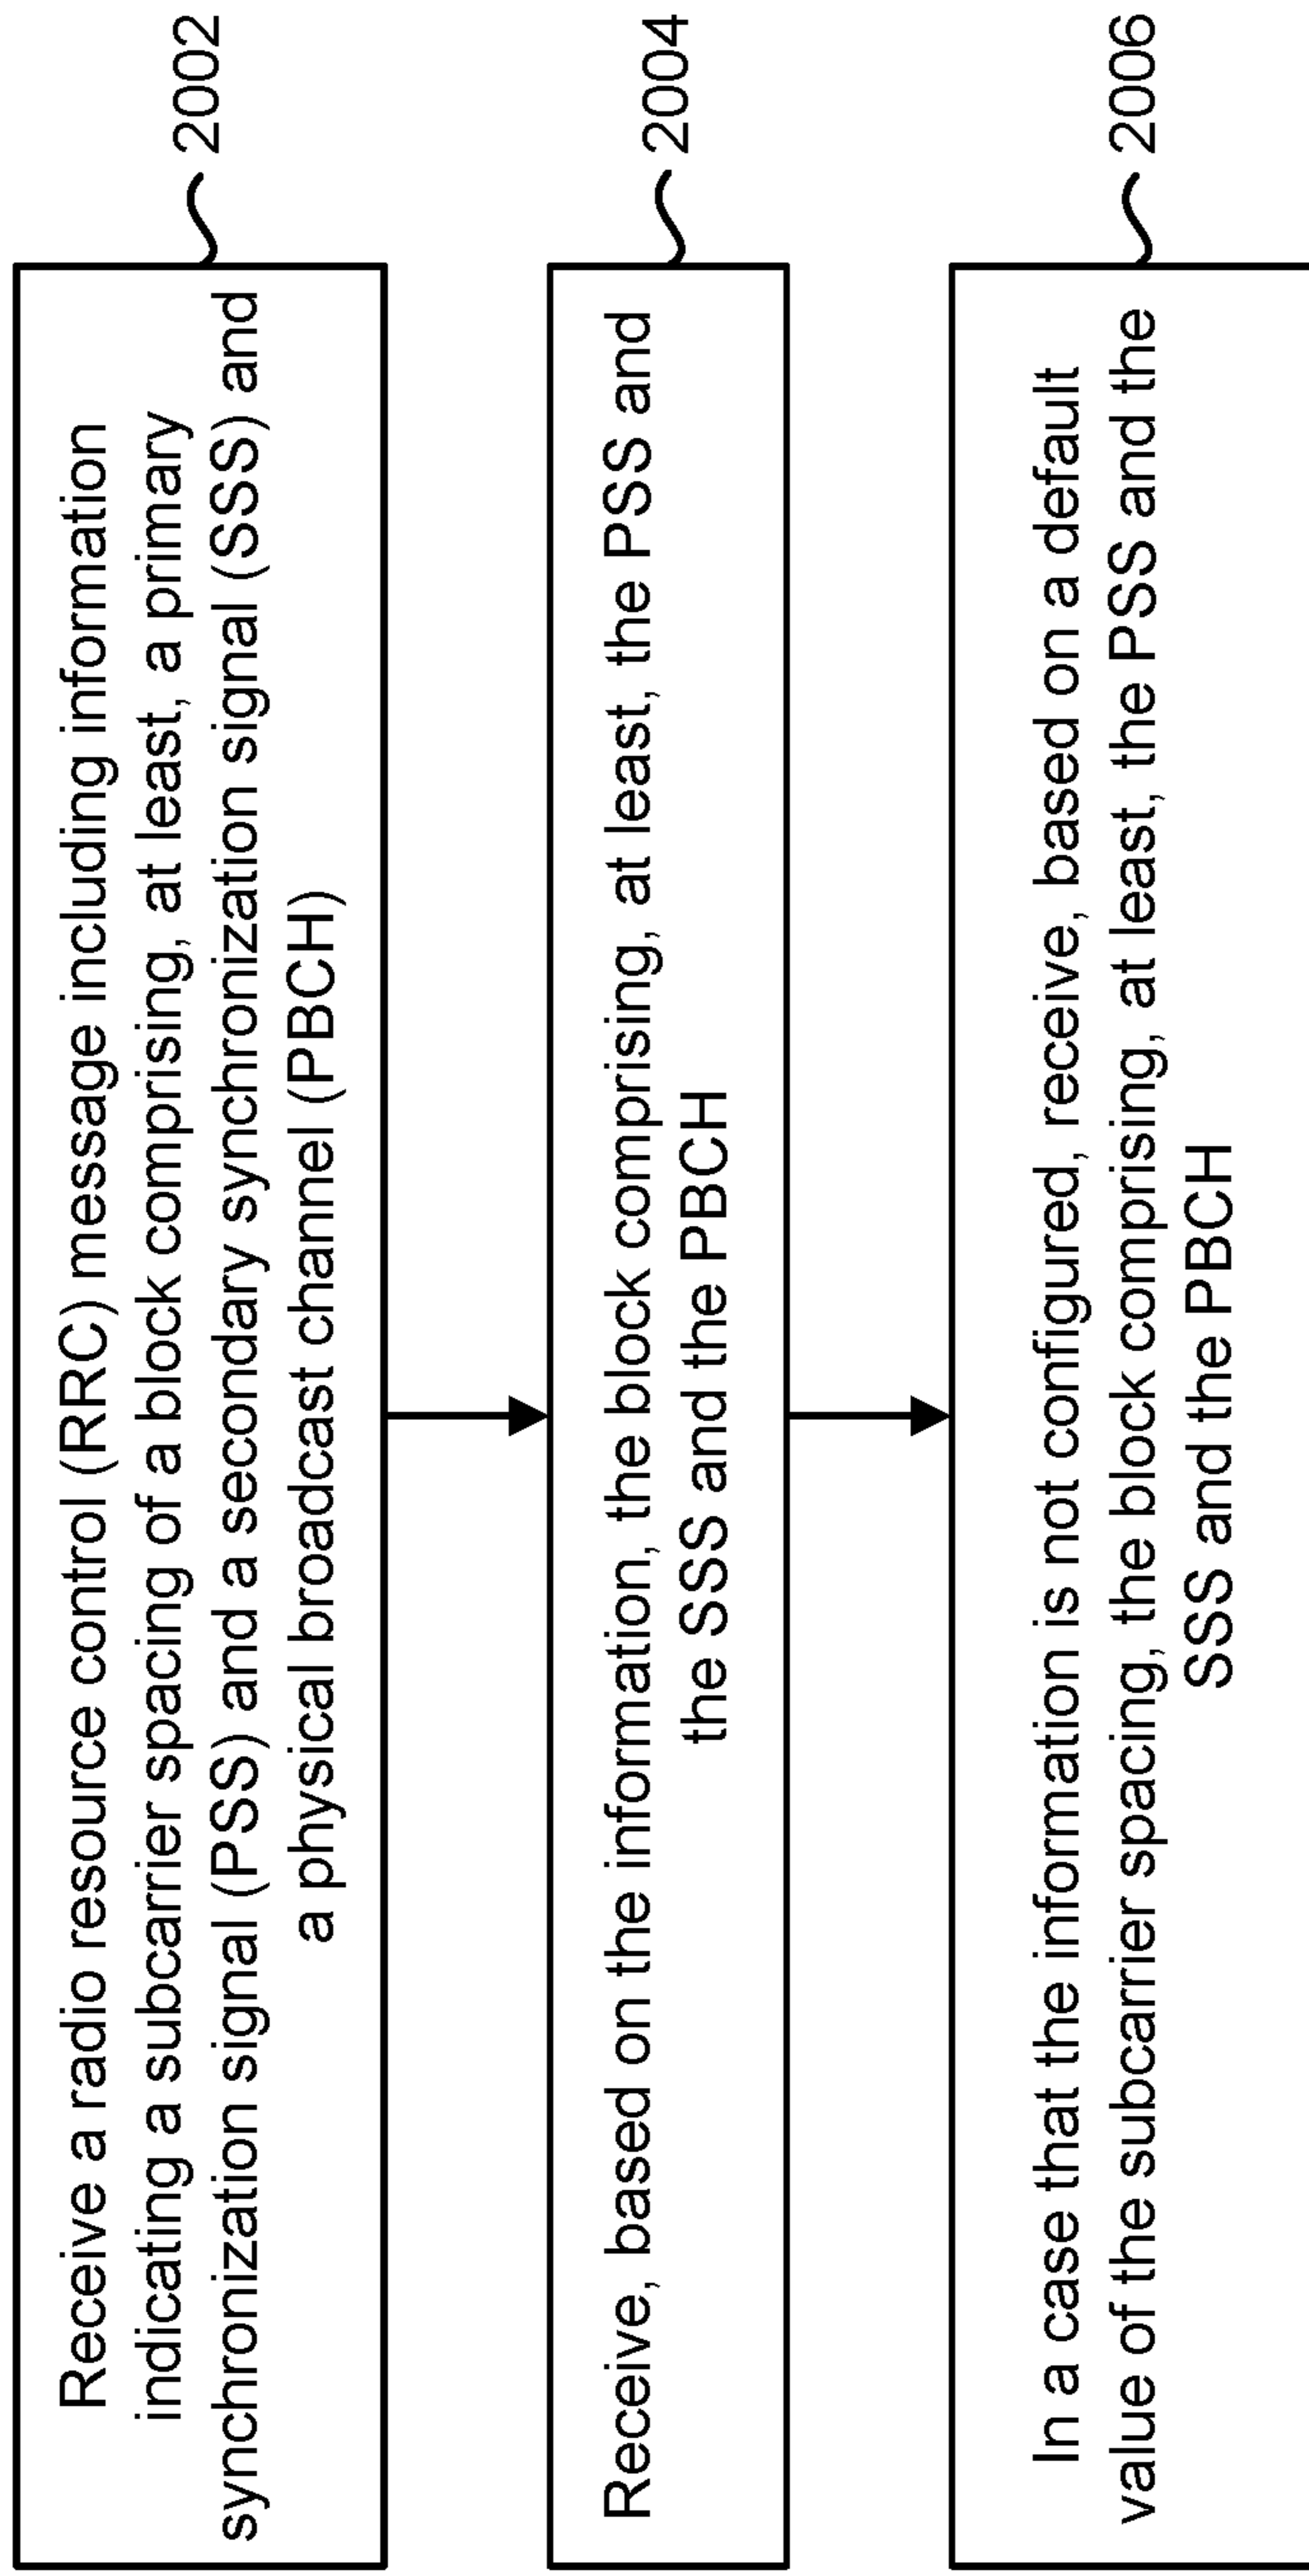 Receive a radio resource control (RRC) message including information
indicating a subcarrier spacing of a block comprising, at least, a primary
synchronization signal (PSS) and a secondary synchronization signal (SSS) and
a physical broadcast channel (PBCH)
2002
Receive, based on the information, the block comprising, at least, the PSS and
the SSS and the PBCH
2004
In a case that the information is not configured, receive, based on a default
value of the subcarrier spacing, the block comprising, at least, the PSS and the
SSS and the PBCH
2006